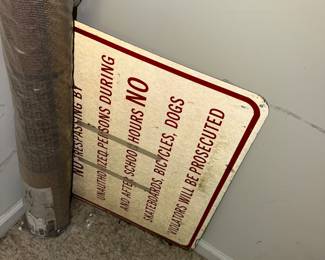 NO TRESPASSING BY
UNAUTHORIZED PERSONS DURING
AND AFTER SCHOOL HOURS NO
SKATEBOARDS, BICYCLES, DOGS
VIOLATORS WILL BE PROSECUTED